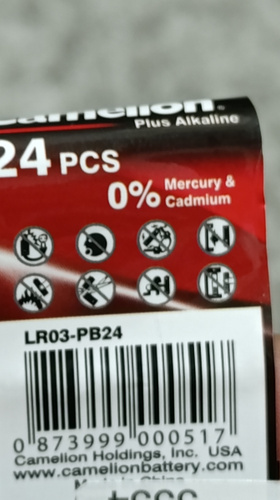 Camelion
Plus Alkaline
24 PCS
0% Mercury &
Cadmium
LR03-PB24
0 873999 000517
Camelion Holdings, Inc. USA
www.camelionbattery.com